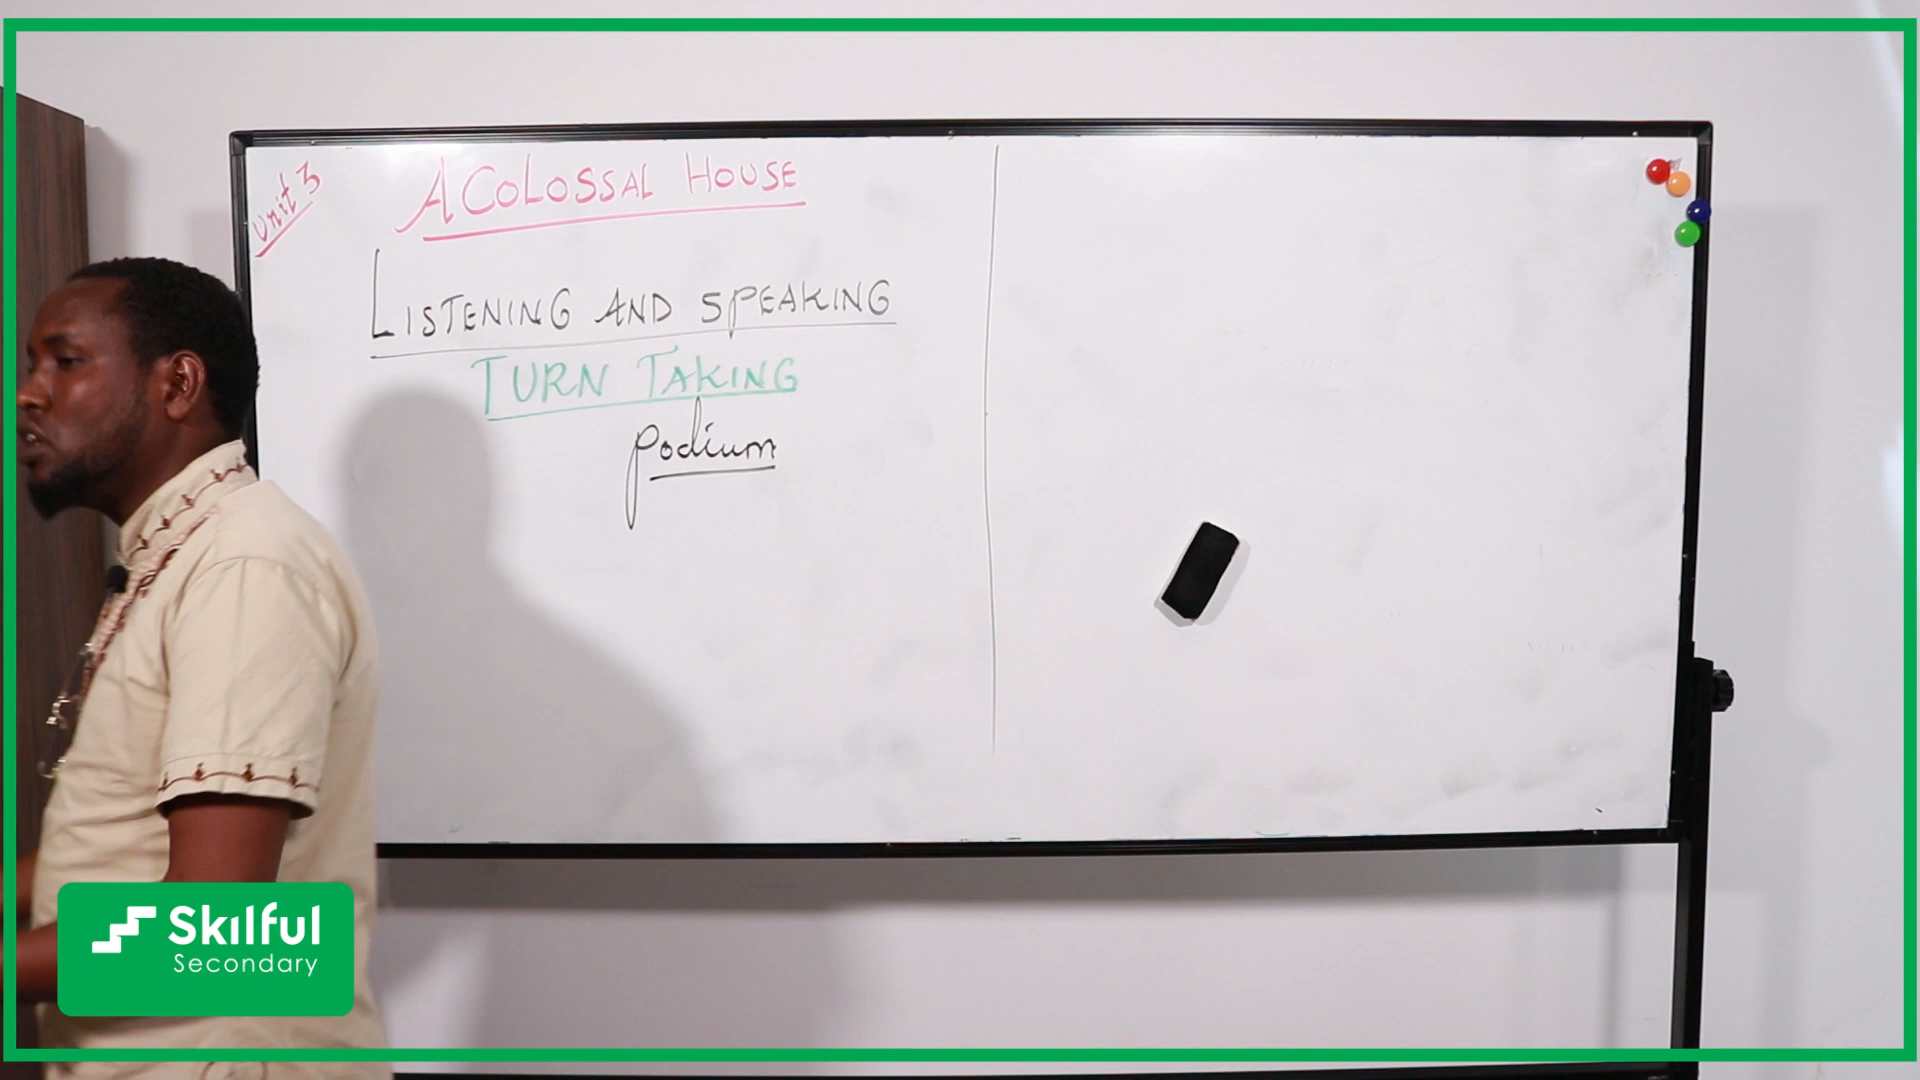 Unit 3
A COLOSSAL HOUSE
LISTENING AND SPEAKING
TURN TAKING
podium
Skilful
Secondary